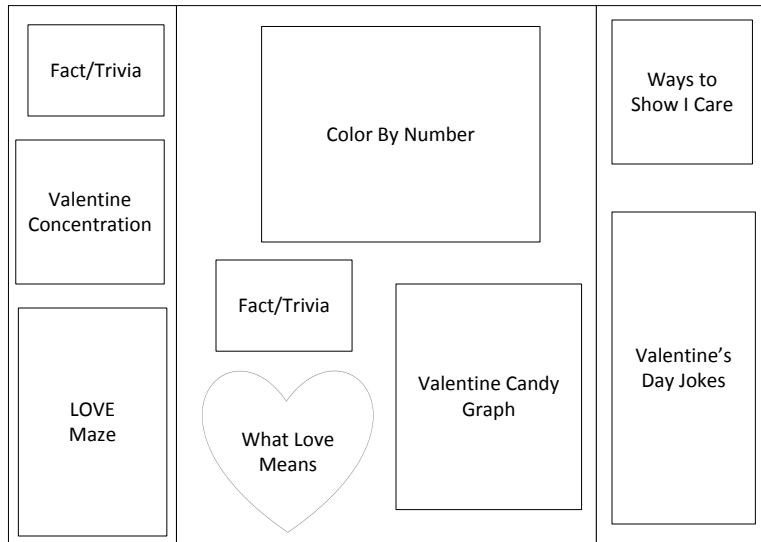 Fact/Trivia
Valentine
Concentration
LOVE
Maze
Color By Number
Fact/Trivia
What Love
Means
Valentine Candy
Graph
Ways to
Show I Care
Valentine’s
Day Jokes